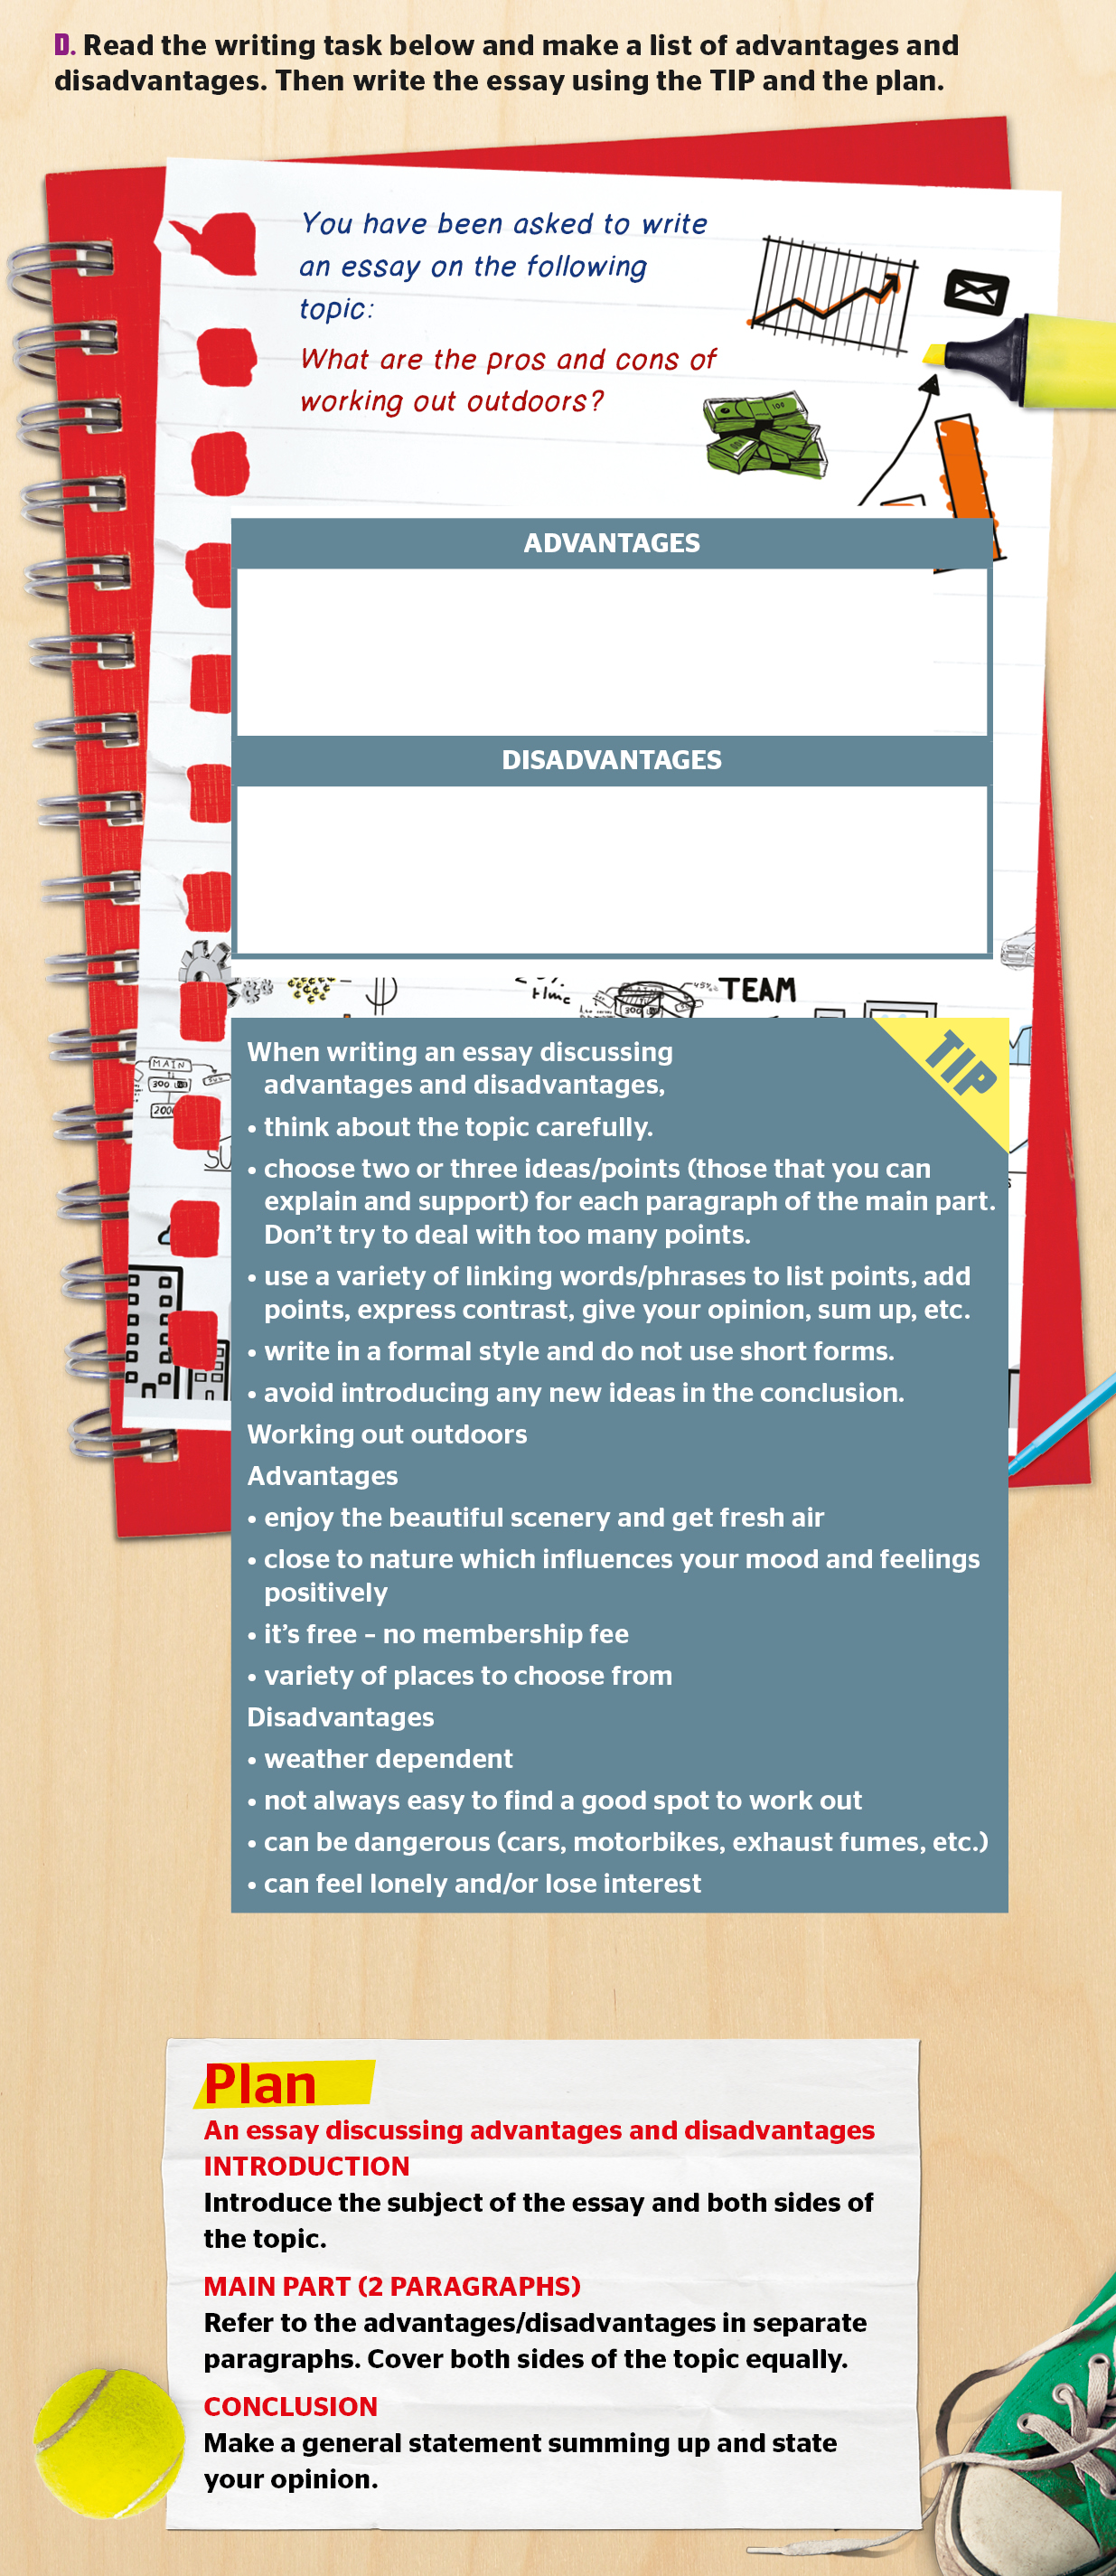 D. Read the writing task below and make a list of advantages and
disadvantages. Then write the essay using the TIP and the plan.
You have been asked to write
an essay on the following
topic:
What are the pros and cons of
working out outdoors?
ADVANTAGES
DISADVANTAGES
TEAM
time
45%
300
MAIN
300
200
TIP
When writing an essay discussing
advantages and disadvantages,
• think about the topic carefully.
• choose two or three ideas/points (those that you can
explain and support) for each paragraph of the main part.
Don't try to deal with too many points.
• use a variety of linking words/phrases to list points, add
points, express contrast, give your opinion, sum up, etc.
• write in a formal style and do not use short forms.
• avoid introducing any new ideas in the conclusion.
Working out outdoors
Advantages
• enjoy the beautiful scenery and get fresh air
• close to nature which influences your mood and feelings
positively
• it's free – no membership fee
• variety of places to choose from
Disadvantages
• weather dependent
• not always easy to find a good spot to work out
• can be dangerous (cars, motorbikes, exhaust fumes, etc.)
• can feel lonely and/or lose interest
Plan
An essay discussing advantages and disadvantages
INTRODUCTION
Introduce the subject of the essay and both sides of
the topic.
MAIN PART (2 PARAGRAPHS)
Refer to the advantages/disadvantages in separate
paragraphs. Cover both sides of the topic equally.
CONCLUSION
Make a general statement summing up and state
your opinion.